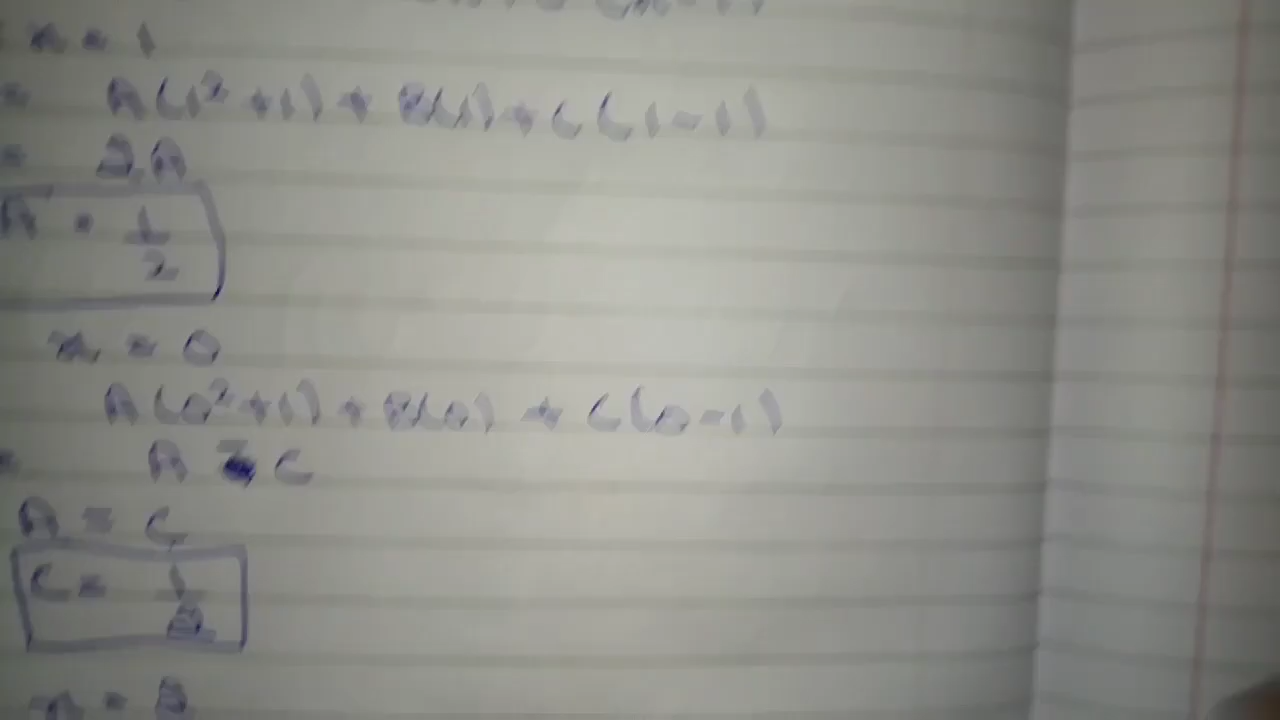 x = 1
= A(1² + 1) + B(1) + C(1 - 1)
= 2A
A = 1/2
x = 0
A(0² + 1) + B(0) + C(0 - 1)
= A - C
A = C
C = 1/2
x = 2